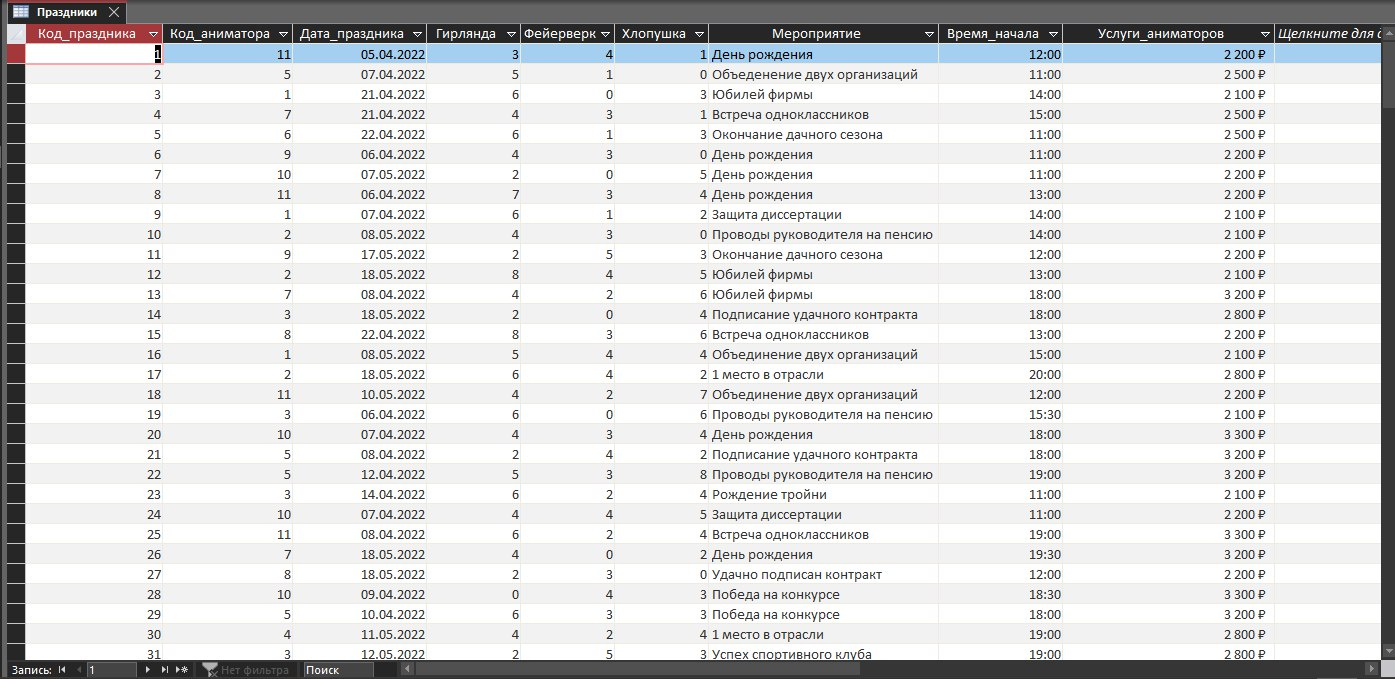 Праздники
Код_праздника Код_аниматора Дата_праздника Гирлянда Фейерверк Хлопушка Мероприятие Время_начала Услуги_аниматоров Щелкните для
1 11 05.04.2022 3 4 1 День рождения 12:00 2 200 ₽
2 5 07.04.2022 5 1 0 Объеденение двух организаций 11:00 2 500 ₽
3 1 21.04.2022 6 0 3 Юбилей фирмы 14:00 2 100 ₽
4 7 21.04.2022 4 3 1 Встреча одноклассников 15:00 2 500 ₽
5 6 22.04.2022 6 1 3 Окончание дачного сезона 11:00 2 500 ₽
6 9 06.04.2022 4 3 0 День рождения 11:00 2 200 ₽
7 10 07.05.2022 2 0 5 День рождения 11:00 2 200 ₽
8 11 06.04.2022 7 3 4 День рождения 13:00 2 200 ₽
9 1 07.04.2022 6 1 2 Защита диссертации 14:00 2 100 ₽
10 2 08.05.2022 4 3 0 Проводы руководителя на пенсию 14:00 2 100 ₽
11 9 17.05.2022 2 5 3 Окончание дачного сезона 12:00 2 200 ₽
12 2 18.05.2022 8 4 5 Юбилей фирмы 13:00 2 100 ₽
13 7 08.04.2022 4 2 6 Юбилей фирмы 18:00 3 200 ₽
14 3 18.05.2022 2 0 4 Подписание удачного контракта 18:00 2 800 ₽
15 8 22.04.2022 8 3 6 Встреча одноклассников 13:00 2 200 ₽
16 1 08.05.2022 5 4 4 Объединение двух организаций 15:00 2 100 ₽
17 2 18.05.2022 6 4 2 1 место в отрасли 20:00 2 800 ₽
18 11 10.05.2022 4 2 7 Объединение двух организаций 12:00 2 200 ₽
19 3 06.04.2022 6 0 6 Проводы руководителя на пенсию 15:30 2 100 ₽
20 10 07.04.2022 4 3 4 День рождения 18:00 3 300 ₽
21 5 08.04.2022 2 4 2 Подписание удачного контракта 18:00 3 200 ₽
22 5 12.04.2022 5 3 8 Проводы руководителя на пенсию 19:00 3 200 ₽
23 3 14.04.2022 6 2 4 Рождение тройни 11:00 2 100 ₽
24 10 07.04.2022 4 4 5 Защита диссертации 11:00 2 200 ₽
25 11 08.04.2022 6 2 4 Встреча одноклассников 19:00 3 300 ₽
26 7 18.05.2022 4 0 2 День рождения 19:30 3 200 ₽
27 8 18.05.2022 2 3 0 Удачно подписан контракт 12:00 2 200 ₽
28 10 09.04.2022 0 4 3 Победа на конкурсе 18:30 3 300 ₽
29 5 10.04.2022 6 3 3 Победа на конкурсе 18:00 3 200 ₽
30 4 11.05.2022 4 2 4 1 место в отрасли 19:00 2 800 ₽
31 3 12.05.2022 2 5 3 Успех спортивного клуба 19:00 2 800 ₽
Запись: 1 Нет фильтра Поиск